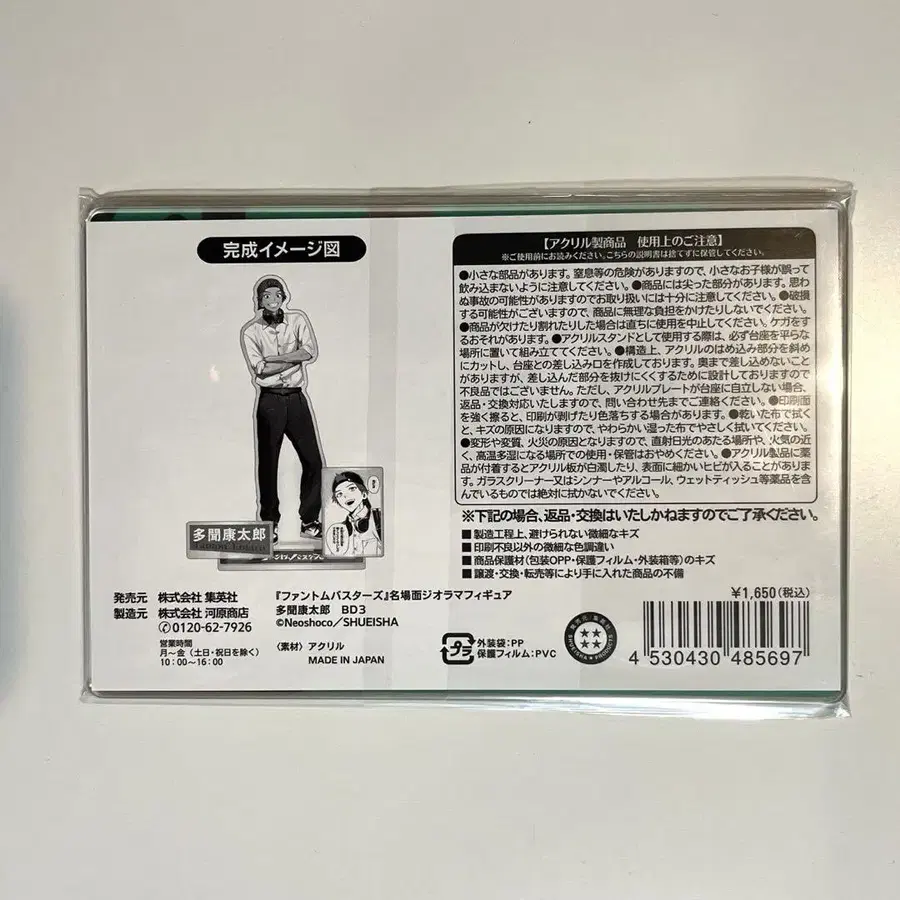 完成イメージ図
多聞康太郎
発売元 株式会社 集英社
製造元 株式会社 河原商店
0120-62-7926
営業時間
月～金（土日・祝日を除く）
10：00～16：00
『ファントムバスターズ』名場面ジオラマフィギュア
多聞康太郎 BD3
©Neoshoco／SHUEISHA
〈素材〉アクリル
MADE IN JAPAN
【アクリル製商品 使用上のご注意】
※ご使用前にお読みください。こちらの説明書は捨てずに保管してください。
●小さな部品があります。窒息等の危険がありますので、小さなお子様が誤って
飲み込まないように注意してください。●商品には尖った部分があります。思わ
ぬ事故の可能性がありますのでお取り扱いには十分に注意してください。●破損
する可能性がございますので、商品に無理な負担をかけたりしないでください。
●商品が欠けたり割れたりした場合は直ちに使用を中止してください。ケガをす
るおそれがあります。●アクリルスタンドとして使用する際は、必ず台座を平らな
場所に置いて組み立ててください。●構造上、アクリルのはめ込み部分を斜め
にカットし、台座との差し込み口を作成しております。奥まで差し込めないこと
がありますが、差し込んだ部分を抜けにくくするために設計しておりますので
不良品ではございません。ただし、アクリルプレートが台座に自立しない場合、
返品・交換対応いたしますので、問い合わせ先までご連絡ください。●印刷面
を強く擦ると、印刷が剥げたり色落ちする場合があります。●乾いた布で拭く
と、キズの原因になりますので、やわらかい湿った布でやさしく拭いてください。
●変形や変質、火災の原因となりますので、直射日光のあたる場所や、火気の近
く、高温多湿になる場所での使用・保管はおやめください。●アクリル製品に薬
品が付着するとアクリル板が白濁したり、表面に細かいヒビが入ることがありま
す。ガラスクリーナー又はシンナーやアルコール、ウェットティッシュ等薬品を含
んでいるものでは絶対に拭かないでください。
※下記の場合、返品・交換はいたしかねますのでご了承ください。
■製造工程上、避けられない微細なキズ
■印刷不良以外の微細な色調違い
■商品保護材（包装OPP・保護フィルム・外装箱等）のキズ
■譲渡・交換・転売等により手に入れた商品の不備
¥1,650（税込）
プラ
外装袋：PP
保護フィルム：PVC
SHUEISHA PRODUCTS
4 530430 485697